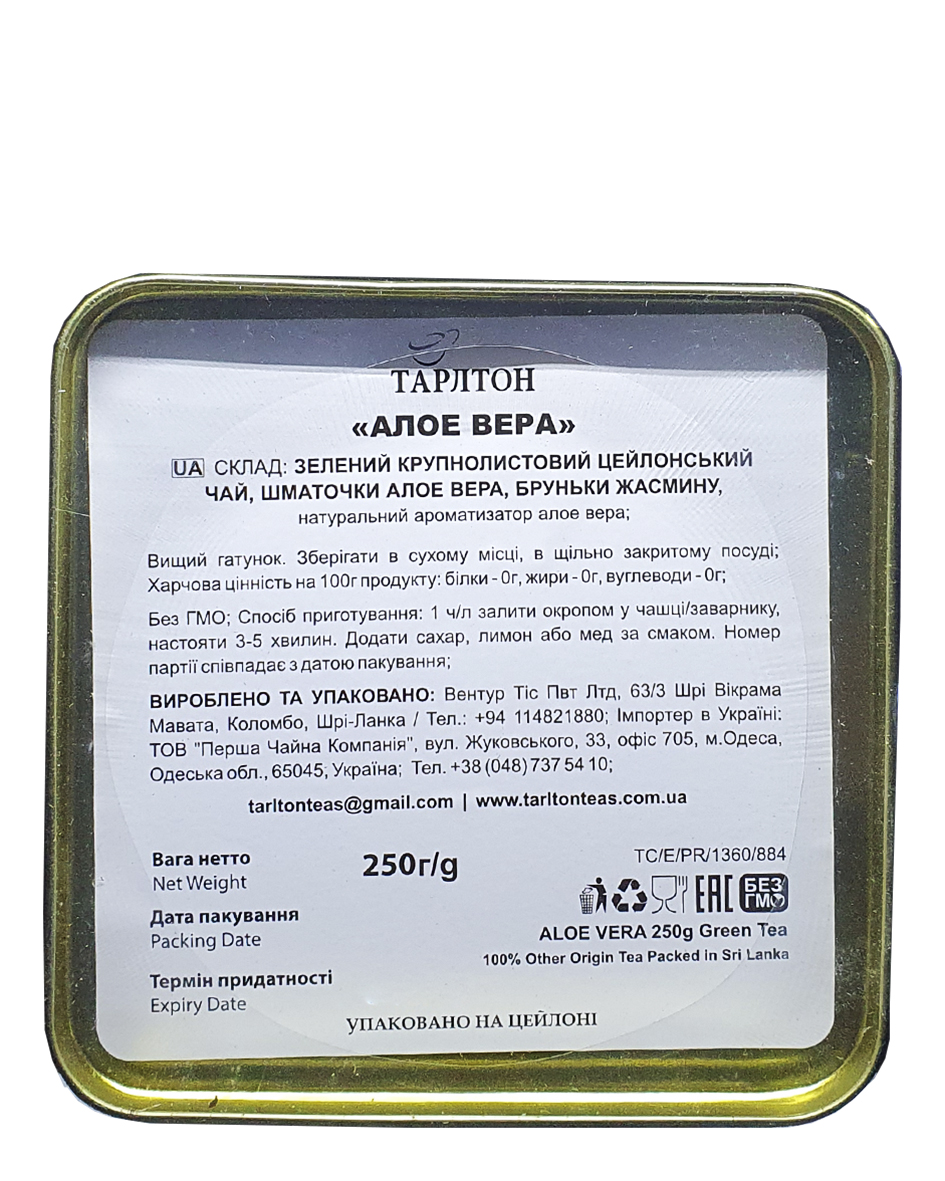 ТАРЛТОН
«АЛОЕ ВЕРА»
UA СКЛАД: ЗЕЛЕНИЙ КРУПНОЛИСТОВИЙ ЦЕЙЛОНСЬКИЙ
ЧАЙ, ШМАТОЧКИ АЛОЕ ВЕРА, БРУНЬКИ ЖАСМИНУ,
натуральний ароматизатор алое вера;
Вищий гатунок. Зберігати в сухому місці, в щільно закритому посуді;
Харчова цінність на 100г продукту: білки - 0г, жири - 0г, вуглеводи - 0г;
Без ГМО; Спосіб приготування: 1 ч/л залити окропом у чашці/заварнику,
настояти 3-5 хвилин. Додати сахар, лимон або мед за смаком. Номер
партії співпадає з датою пакування;
ВИРОБЛЕНО ТА УПАКОВАНО: Вентур Тіс Пвт Лтд, 63/3 Шрі Вікрама
Мавата, Коломбо, Шрі-Ланка / Тел.: +94 114821880; Імпортер в Україні:
ТОВ "Перша Чайна Компанія", вул. Жуковського, 33, офіс 705, м.Одеса,
Одеська обл., 65045; Україна; Тел. +38 (048) 737 54 10;
tarltonteas@gmail.com | www.tarltonteas.com.ua
Вага нетто
Net Weight
250г/g
TC/E/PR/1360/884
EAC БЕЗ ГМО
Дата пакування
Packing Date
ALOE VERA 250g Green Tea
100% Other Origin Tea Packed in Sri Lanka
Термін придатності
Expiry Date
УПАКОВАНО НА ЦЕЙЛОНІ